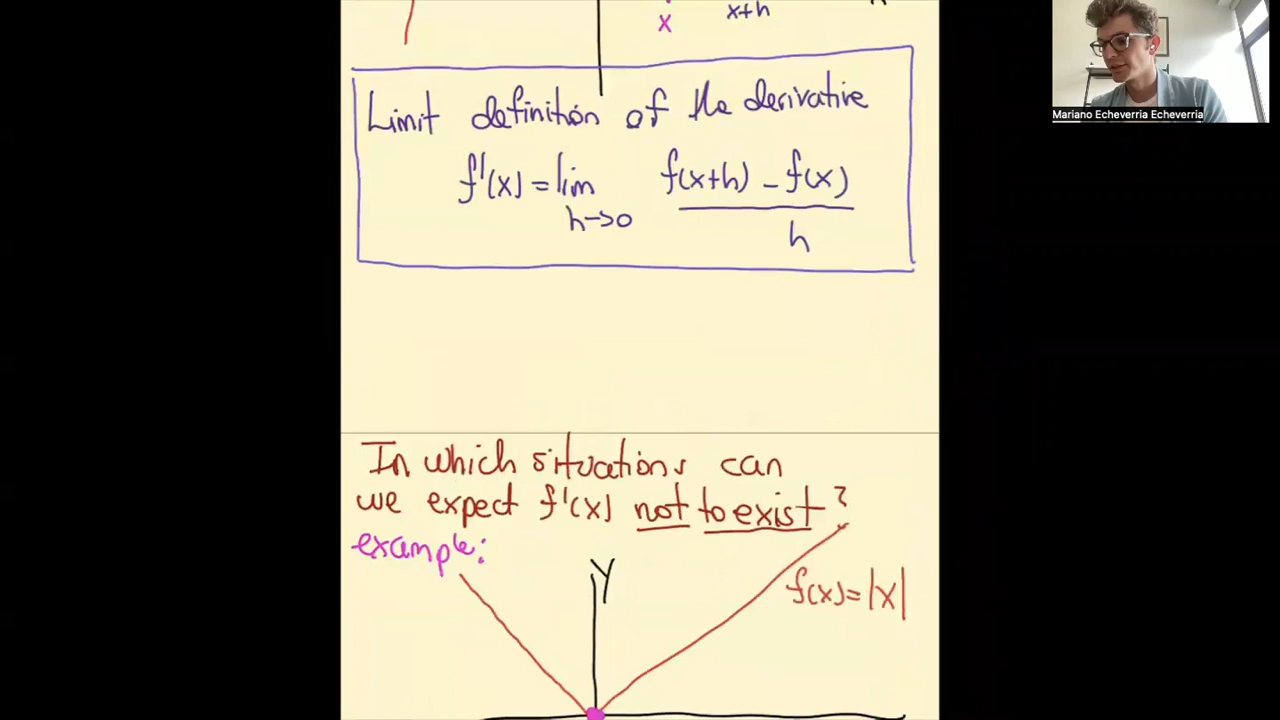 x
x+h
Limit definition of the derivative
f'(x) = lim f(x+h) - f(x)
h->0 h
In which situations can
we expect f'(x) not to exist?
example:
Y
f(x)=|x|
Mariano Echeverria Echeverria